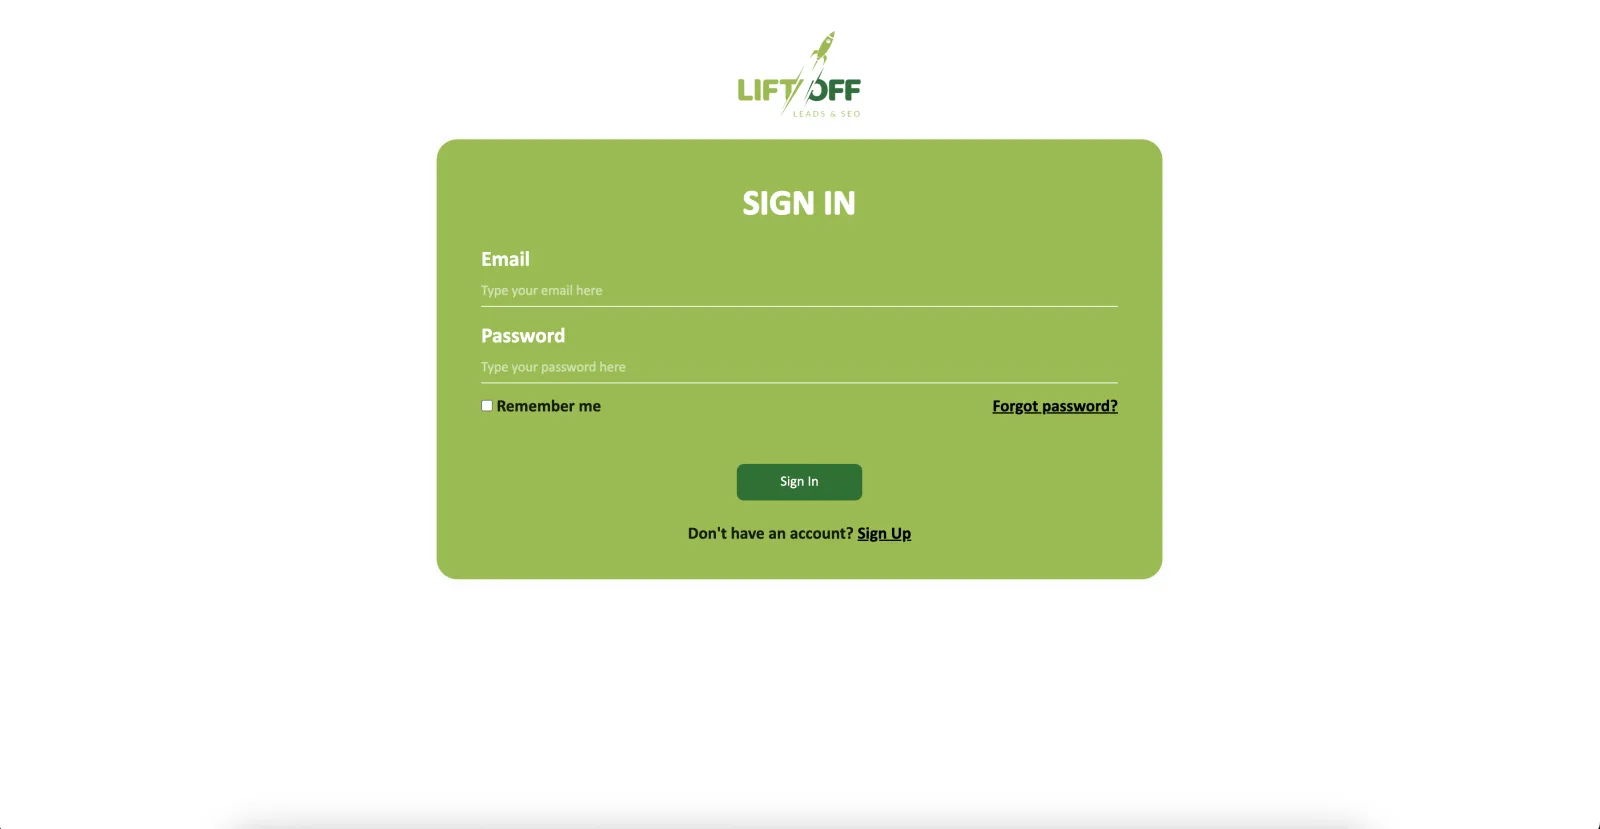 LIFT OFF
LEADS & SEO
SIGN IN
Email
Type your email here
Password
Type your password here
Remember me Forgot password?
Sign In
Don't have an account? Sign Up